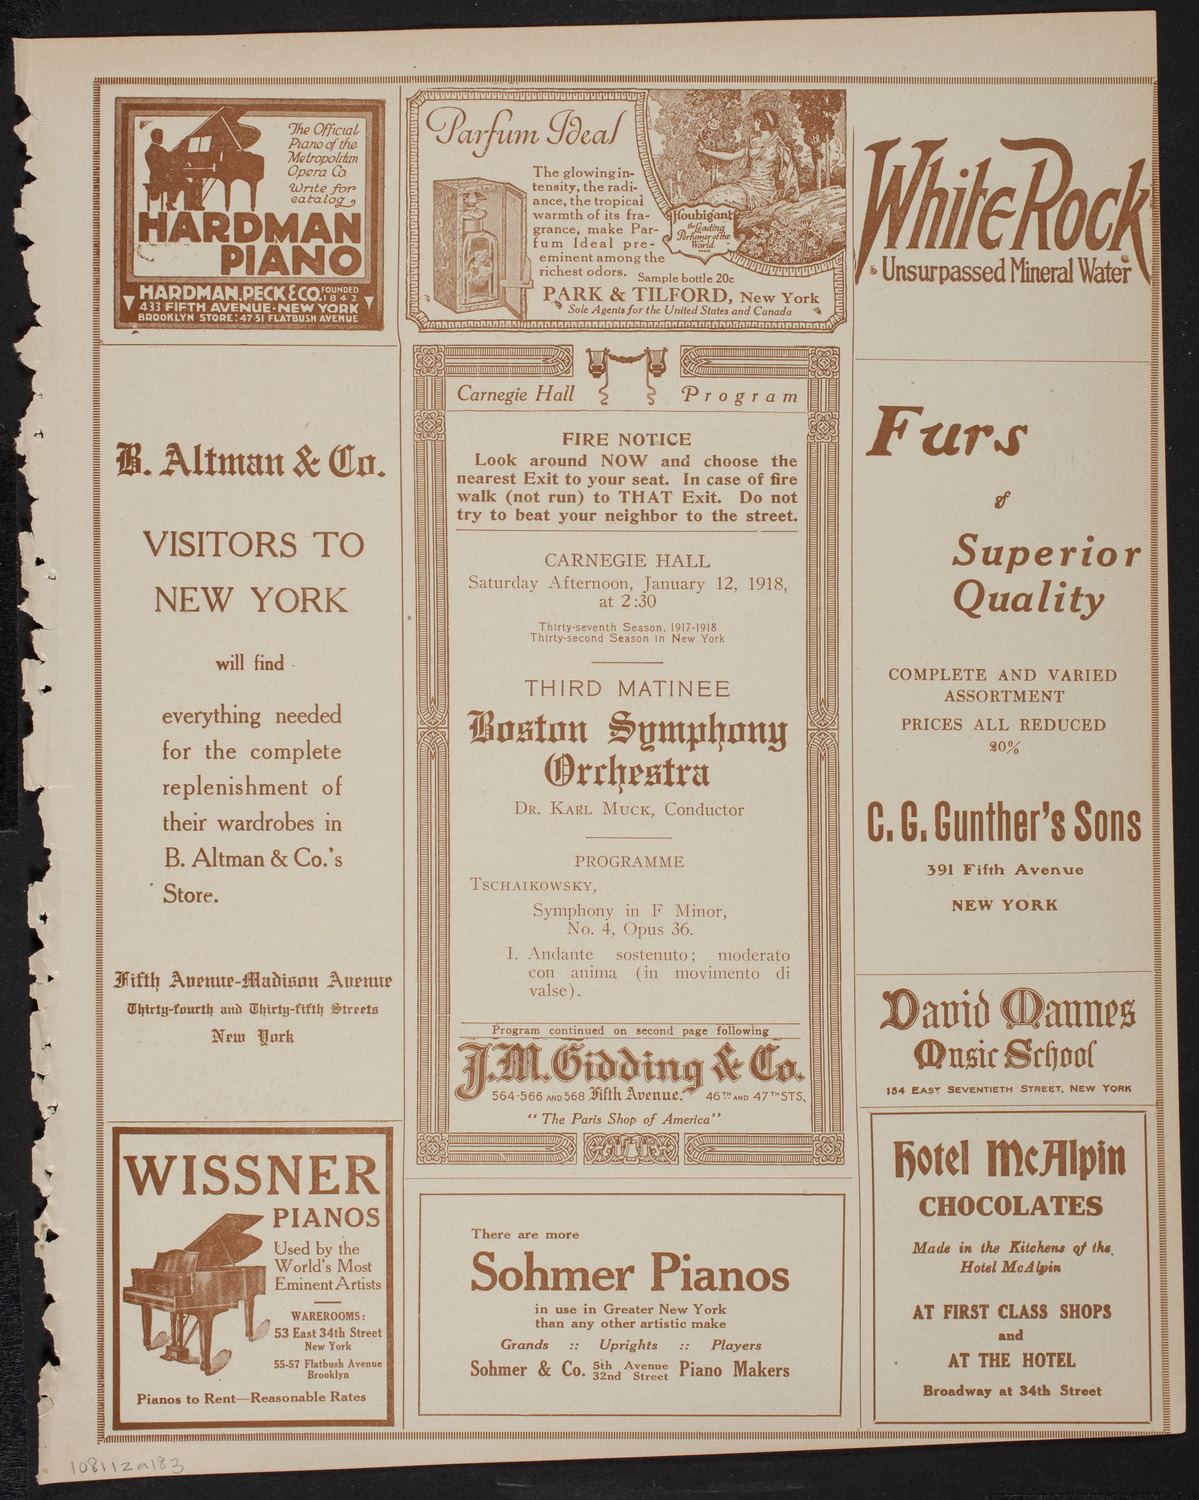 The Official
Piano of the
Metropolitan
Opera Co.
Write for
catalog
HARDMAN
PIANO
HARDMAN, PECK & CO. FOUNDED 1842
433 FIFTH AVENUE · NEW YORK
BROOKLYN STORE: 47-51 FLATBUSH AVENUE
Parfum Ideal
The glowing in-
tensity, the radi-
ance, the tropical
warmth of its fra-
grance, make Par-
fum Ideal pre-
eminent among the
richest odors. Sample bottle 20c
Houbigant
the Leading
Perfumer of the
World
PARK & TILFORD, New York
Sole Agents for the United States and Canada
White Rock
Unsurpassed Mineral Water
B. Altman & Co.
VISITORS TO
NEW YORK
will find
everything needed
for the complete
replenishment of
their wardrobes in
B. Altman & Co.'s
Store.
Fifth Avenue-Madison Avenue
Thirty-fourth and Thirty-fifth Streets
New York
WISSNER
PIANOS
Used by the
World's Most
Eminent Artists
WAREROOMS:
53 East 34th Street
New York
55-57 Flatbush Avenue
Brooklyn
Pianos to Rent—Reasonable Rates
Carnegie Hall Program
FIRE NOTICE
Look around NOW and choose the
nearest Exit to your seat. In case of fire
walk (not run) to THAT Exit. Do not
try to beat your neighbor to the street.
CARNEGIE HALL
Saturday Afternoon, January 12, 1918,
at 2:30
Thirty-seventh Season, 1917-1918
Thirty-second Season in New York
THIRD MATINEE
Boston Symphony
Orchestra
DR. KARL MUCK, Conductor
PROGRAMME
TSCHAIKOWSKY,
Symphony in F Minor,
No. 4, Opus 36.
I. Andante sostenuto; moderato
con anima (in movimento di
valse).
Program continued on second page following
J.M. Gidding & Co.
564-566 AND 568 Fifth Avenue. 46TH AND 47TH STS.
"The Paris Shop of America"
There are more
Sohmer Pianos
in use in Greater New York
than any other artistic make
Grands :: Uprights :: Players
Sohmer & Co. 5th Avenue 32nd Street Piano Makers
Furs
of
Superior
Quality
COMPLETE AND VARIED
ASSORTMENT
PRICES ALL REDUCED
20%
C. G. Gunther's Sons
391 Fifth Avenue
NEW YORK
David Mannes
Music School
154 EAST SEVENTIETH STREET, NEW YORK
Hotel McAlpin
CHOCOLATES
Made in the Kitchens of the
Hotel McAlpin
AT FIRST CLASS SHOPS
and
AT THE HOTEL
Broadway at 34th Street
108112a183